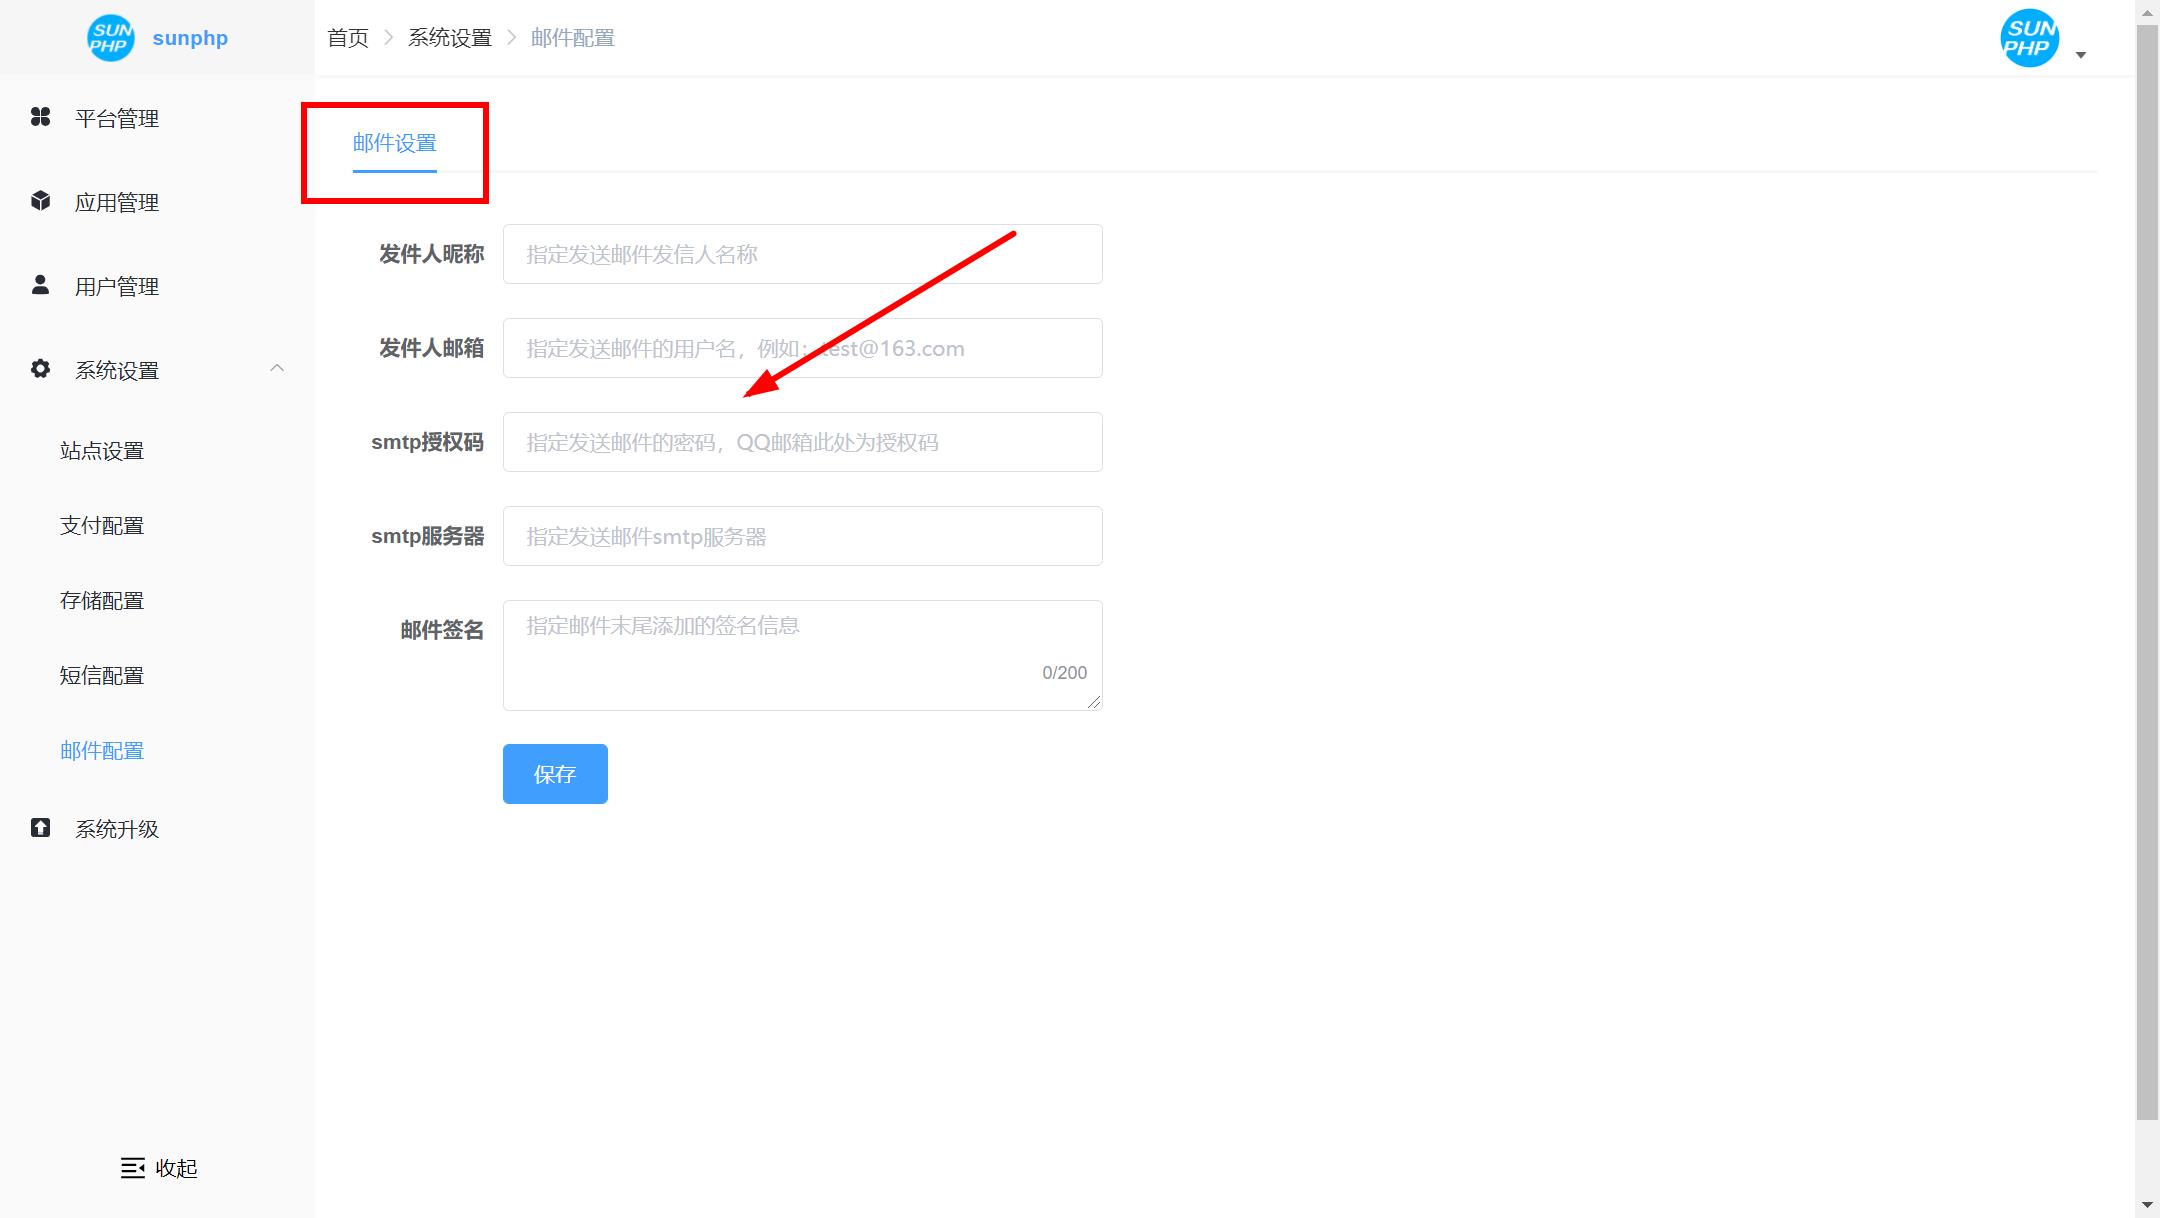 SUN PHP sunphp
首页 > 系统设置 > 邮件配置
SUN PHP
平台管理
应用管理
用户管理
系统设置
站点设置
支付配置
存储配置
短信配置
邮件配置
系统升级
收起
邮件设置
发件人昵称 指定发送邮件发信人名称
发件人邮箱 指定发送邮件的用户名，例如：test@163.com
smtp授权码 指定发送邮件的密码，QQ邮箱此处为授权码
smtp服务器 指定发送邮件smtp服务器
邮件签名 指定邮件末尾添加的签名信息
0/200
保存